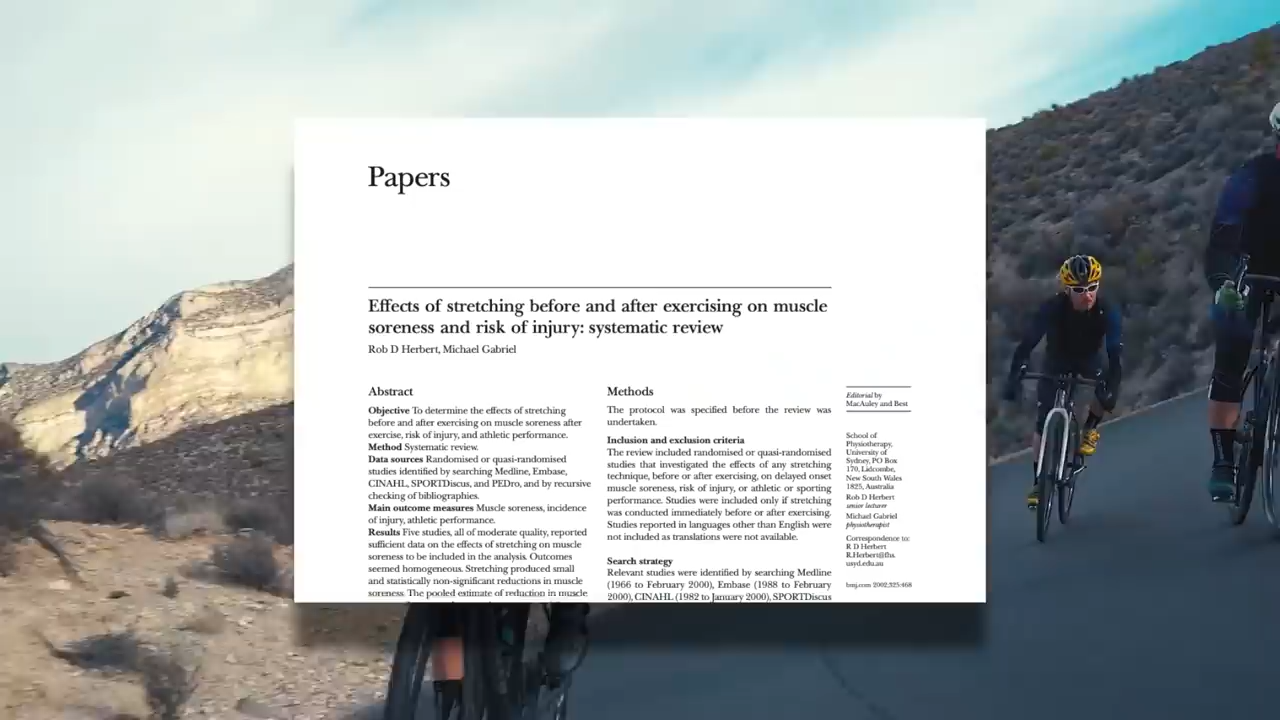 Papers
Effects of stretching before and after exercising on muscle
soreness and risk of injury: systematic review
Rob D Herbert, Michael Gabriel
Abstract
Objective To determine the effects of stretching
before and after exercising on muscle soreness after
exercise, risk of injury, and athletic performance.
Method Systematic review.
Data sources Randomised or quasi-randomised
studies identified by searching Medline, Embase,
CINAHL, SPORTDiscus, and PEDro, and by recursive
checking of bibliographies.
Main outcome measures Muscle soreness, incidence
of injury, athletic performance.
Results Five studies, all of moderate quality, reported
sufficient data on the effects of stretching on muscle
soreness to be included in the analysis. Outcomes
seemed homogeneous. Stretching produced small
and statistically non-significant reductions in muscle
soreness. The pooled estimate of reduction in muscle
Methods
The protocol was specified before the review was
undertaken.
Inclusion and exclusion criteria
The review included randomised or quasi-randomised
studies that investigated the effects of any stretching
technique, before or after exercising, on delayed onset
muscle soreness, risk of injury, or athletic or sporting
performance. Studies were included only if stretching
was conducted immediately before or after exercising.
Studies reported in languages other than English were
not included as translations were not available.
Search strategy
Relevant studies were identified by searching Medline
(1966 to February 2000), Embase (1988 to February
2000), CINAHL (1982 to January 2000), SPORTDiscus
Editorial by
MacAuley and Best
School of
Physiotherapy,
University of
Sydney, PO Box
170, Lidcombe,
New South Wales
1825, Australia
Rob D Herbert
senior lecturer
Michael Gabriel
physiotherapist
Correspondence to:
R D Herbert
R.Herbert@fhs.
usyd.edu.au
bmj.com 2002;325:468